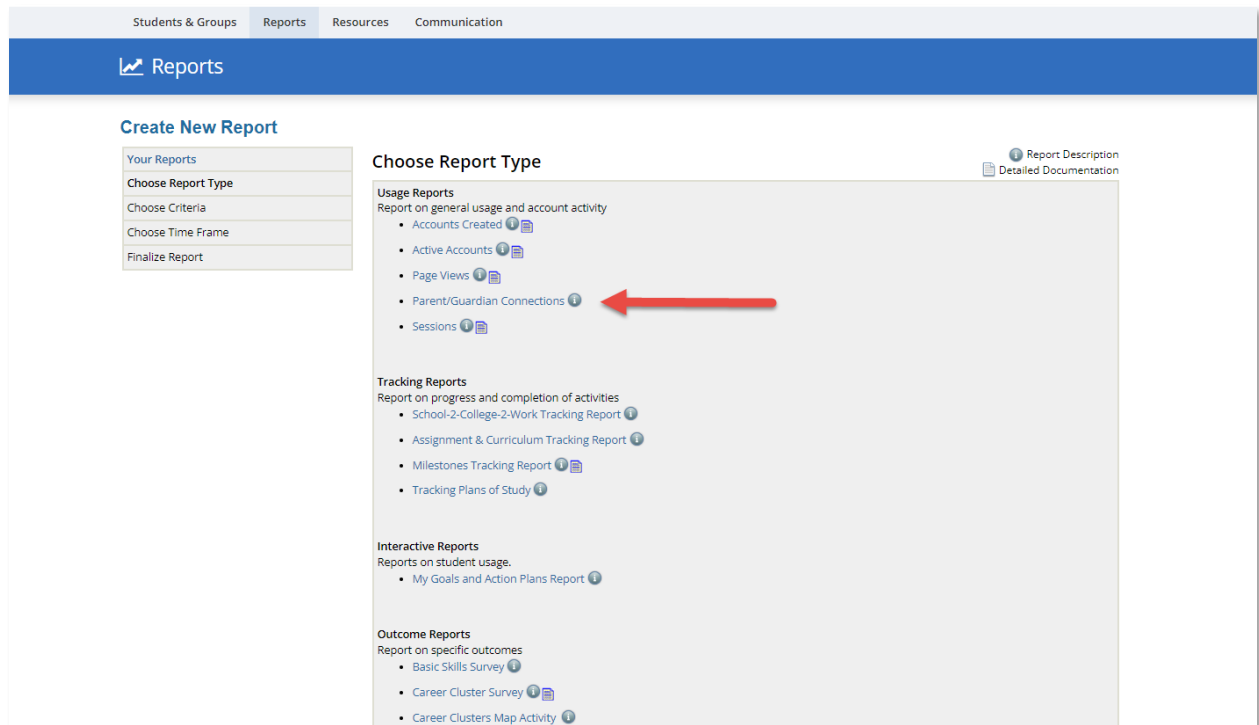 Students & Groups Reports Resources Communication
Reports
Create New Report
Your Reports
Choose Report Type
Choose Criteria
Choose Time Frame
Finalize Report
Choose Report Type
Report Description
Detailed Documentation
Usage Reports
Report on general usage and account activity
• Accounts Created
• Active Accounts
• Page Views
• Parent/Guardian Connections
• Sessions
Tracking Reports
Report on progress and completion of activities
• School-2-College-2-Work Tracking Report
• Assignment & Curriculum Tracking Report
• Milestones Tracking Report
• Tracking Plans of Study
Interactive Reports
Reports on student usage.
• My Goals and Action Plans Report
Outcome Reports
Report on specific outcomes
• Basic Skills Survey
• Career Cluster Survey
• Career Clusters Map Activity